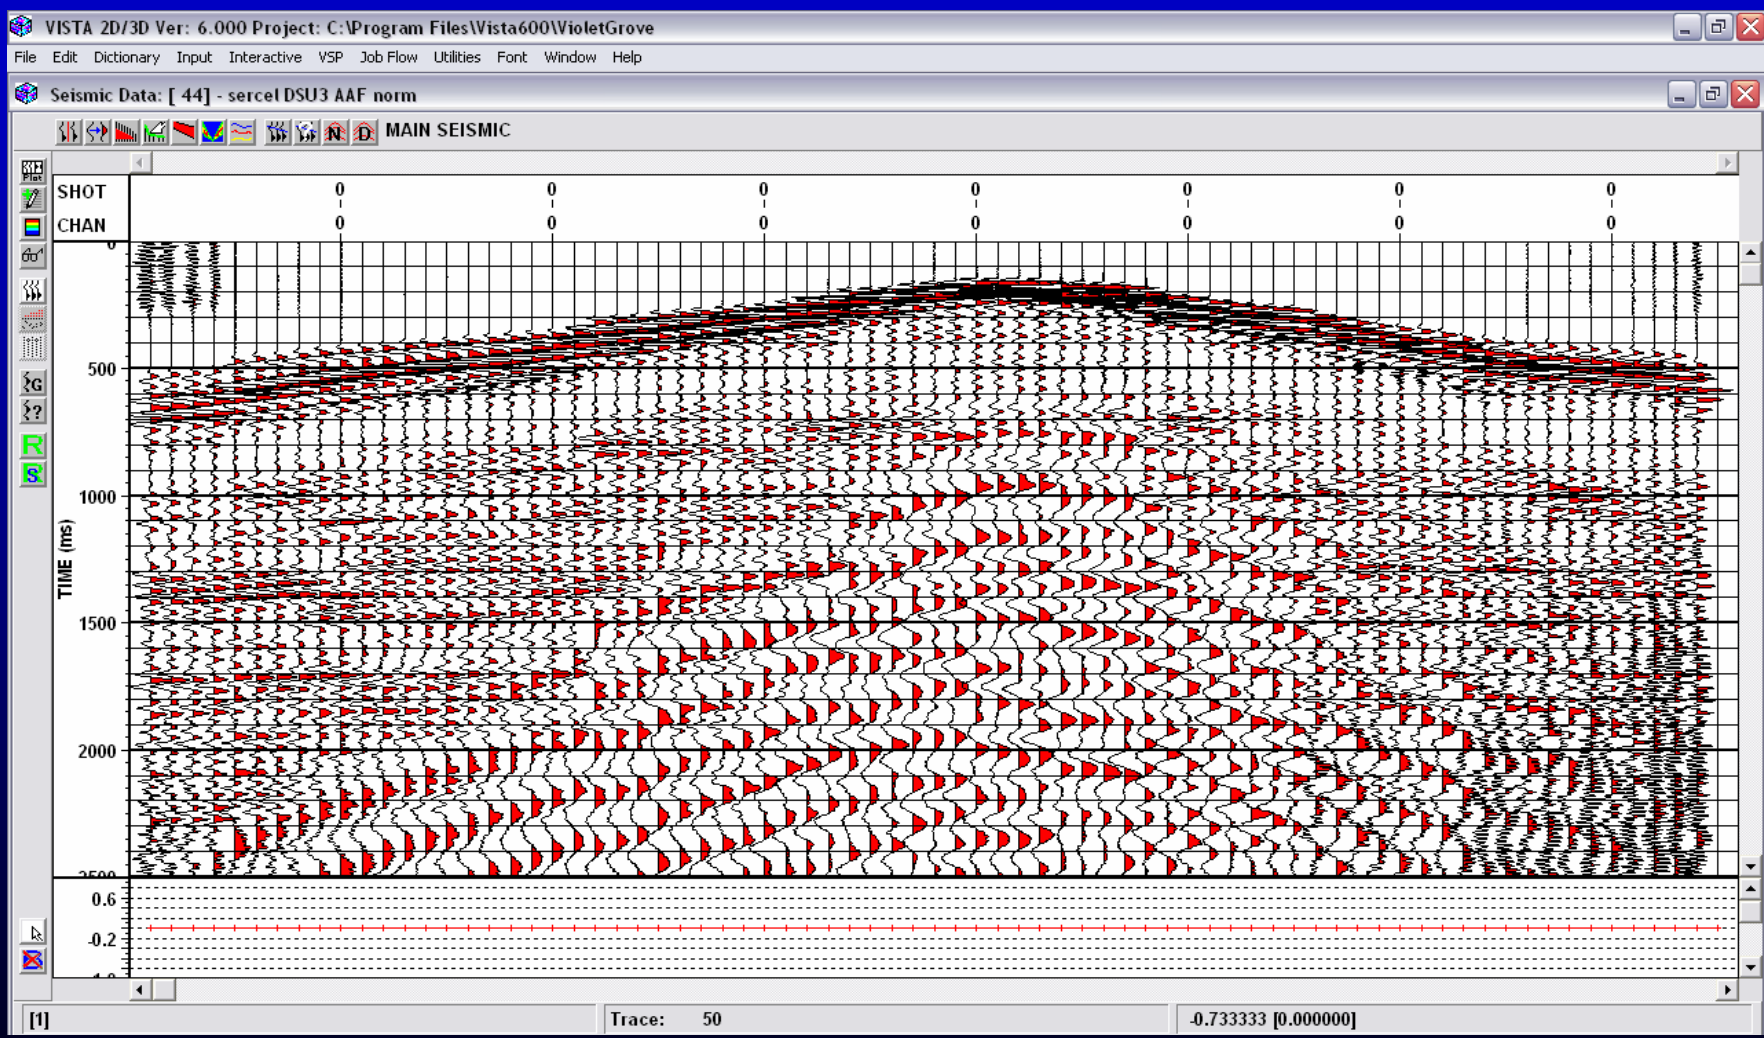 VISTA 2D/3D Ver: 6.000 Project: C:\Program Files\Vista600\VioletGrove
File Edit Dictionary Input Interactive VSP Job Flow Utilities Font Window Help
Seismic Data: [ 44] - sercel DSU3 AAF norm
N D MAIN SEISMIC
Plot
SHOT 0 0 0 0 0 0 0
CHAN 0 0 0 0 0 0 0
0
500
G
?
R
S
1000
TIME (ms)
1500
2000
2500
0.6
-0.2
[1] Trace: 50 -0.733333 [0.000000]